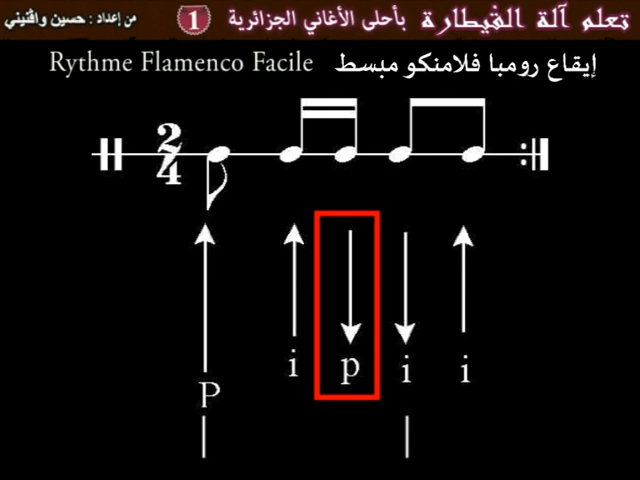 تعلم آلة القيطارة بأحلى الأغاني الجزائرية 1 من إعداد : حسين واڤنيني
Rythme Flamenco Facile إيقاع رومبا فلامنكو مبسط
2
4
P i p i i